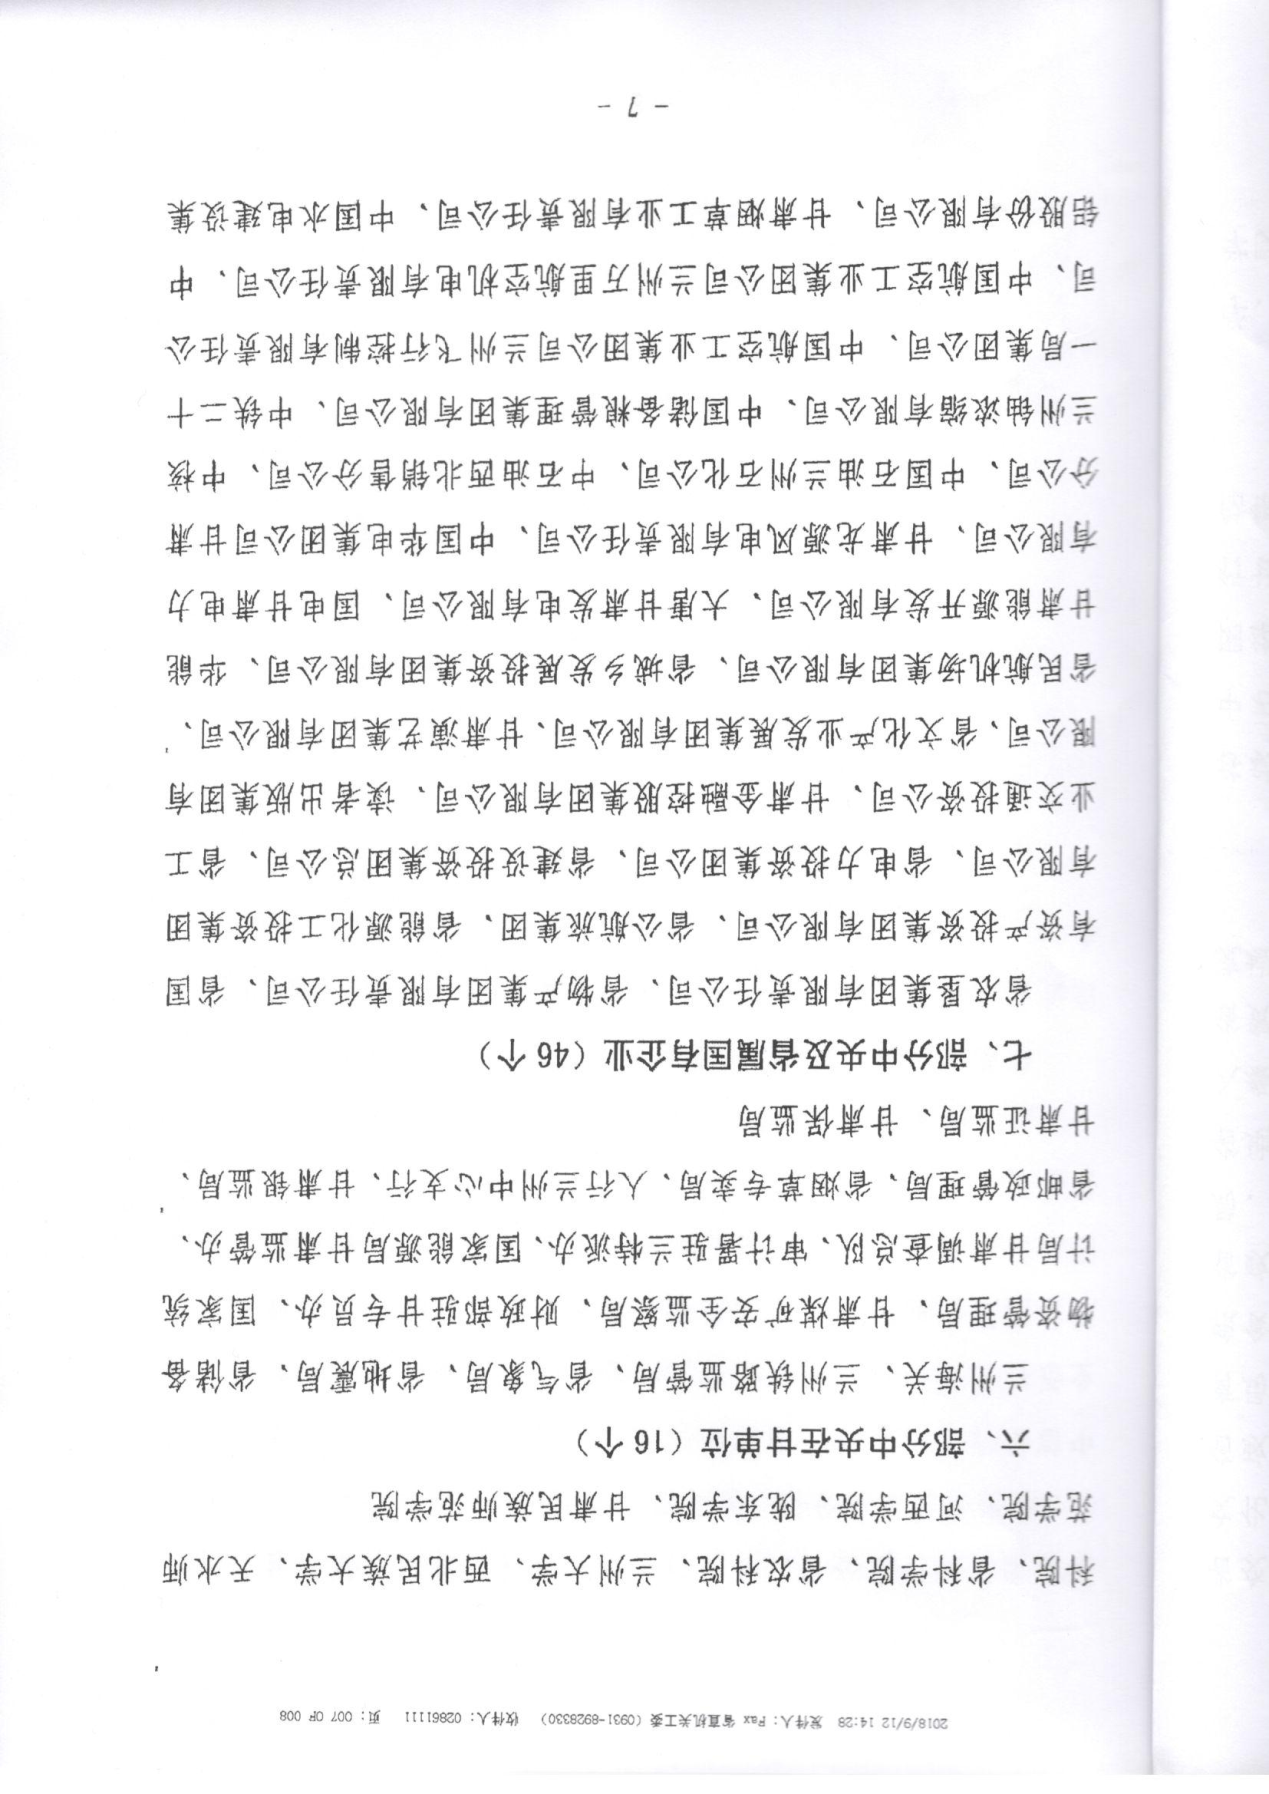 2018/9/12 14:28 发件人：Fax 省直机关工委（0931-8928330） 收件人：02861111 页：007 OF 008
科院、省科学院、省农科院、兰州大学、西北民族大学、天水师
范学院、河西学院、陇东学院、甘肃民族师范学院
六、部分中央在甘单位（16 个）
兰州海关、兰州铁路监管局、省气象局、省地震局、省储备
物资管理局、甘肃煤矿安全监察局、财政部驻甘专员办、国家统
计局甘肃调查总队、审计署驻兰特派办、国家能源局甘肃监管办、
省邮政管理局、省烟草专卖局、人行兰州中心支行、甘肃银监局、
甘肃证监局、甘肃保监局
七、部分中央及省属国有企业（46 个）
省农垦集团有限责任公司、省物产集团有限责任公司、省国
有资产投资集团有限公司、省公航旅集团、省能源化工投资集团
有限公司、省电力投资集团公司、省建设投资集团总公司、省工
业交通投资公司、甘肃金融控股集团有限公司、读者出版集团有
限公司、省文化产业发展集团有限公司、甘肃演艺集团有限公司、
省民航机场集团有限公司、省城乡发展投资集团有限公司、华能
甘肃能源开发有限公司、大唐甘肃发电有限公司、国电甘肃电力
有限公司、甘肃龙源风电有限责任公司、中国华电集团公司甘肃
分公司、中国石油兰州石化公司、中石油西北销售分公司、中核
兰州铀浓缩有限公司、中国储备粮管理集团有限公司、中铁二十
一局集团公司、中国航空工业集团公司兰州飞行控制有限责任公
司、中国航空工业集团公司兰州万里航空机电有限责任公司、中
铝股份有限公司、甘肃烟草工业有限责任公司、中国水电建设集
- 7 -